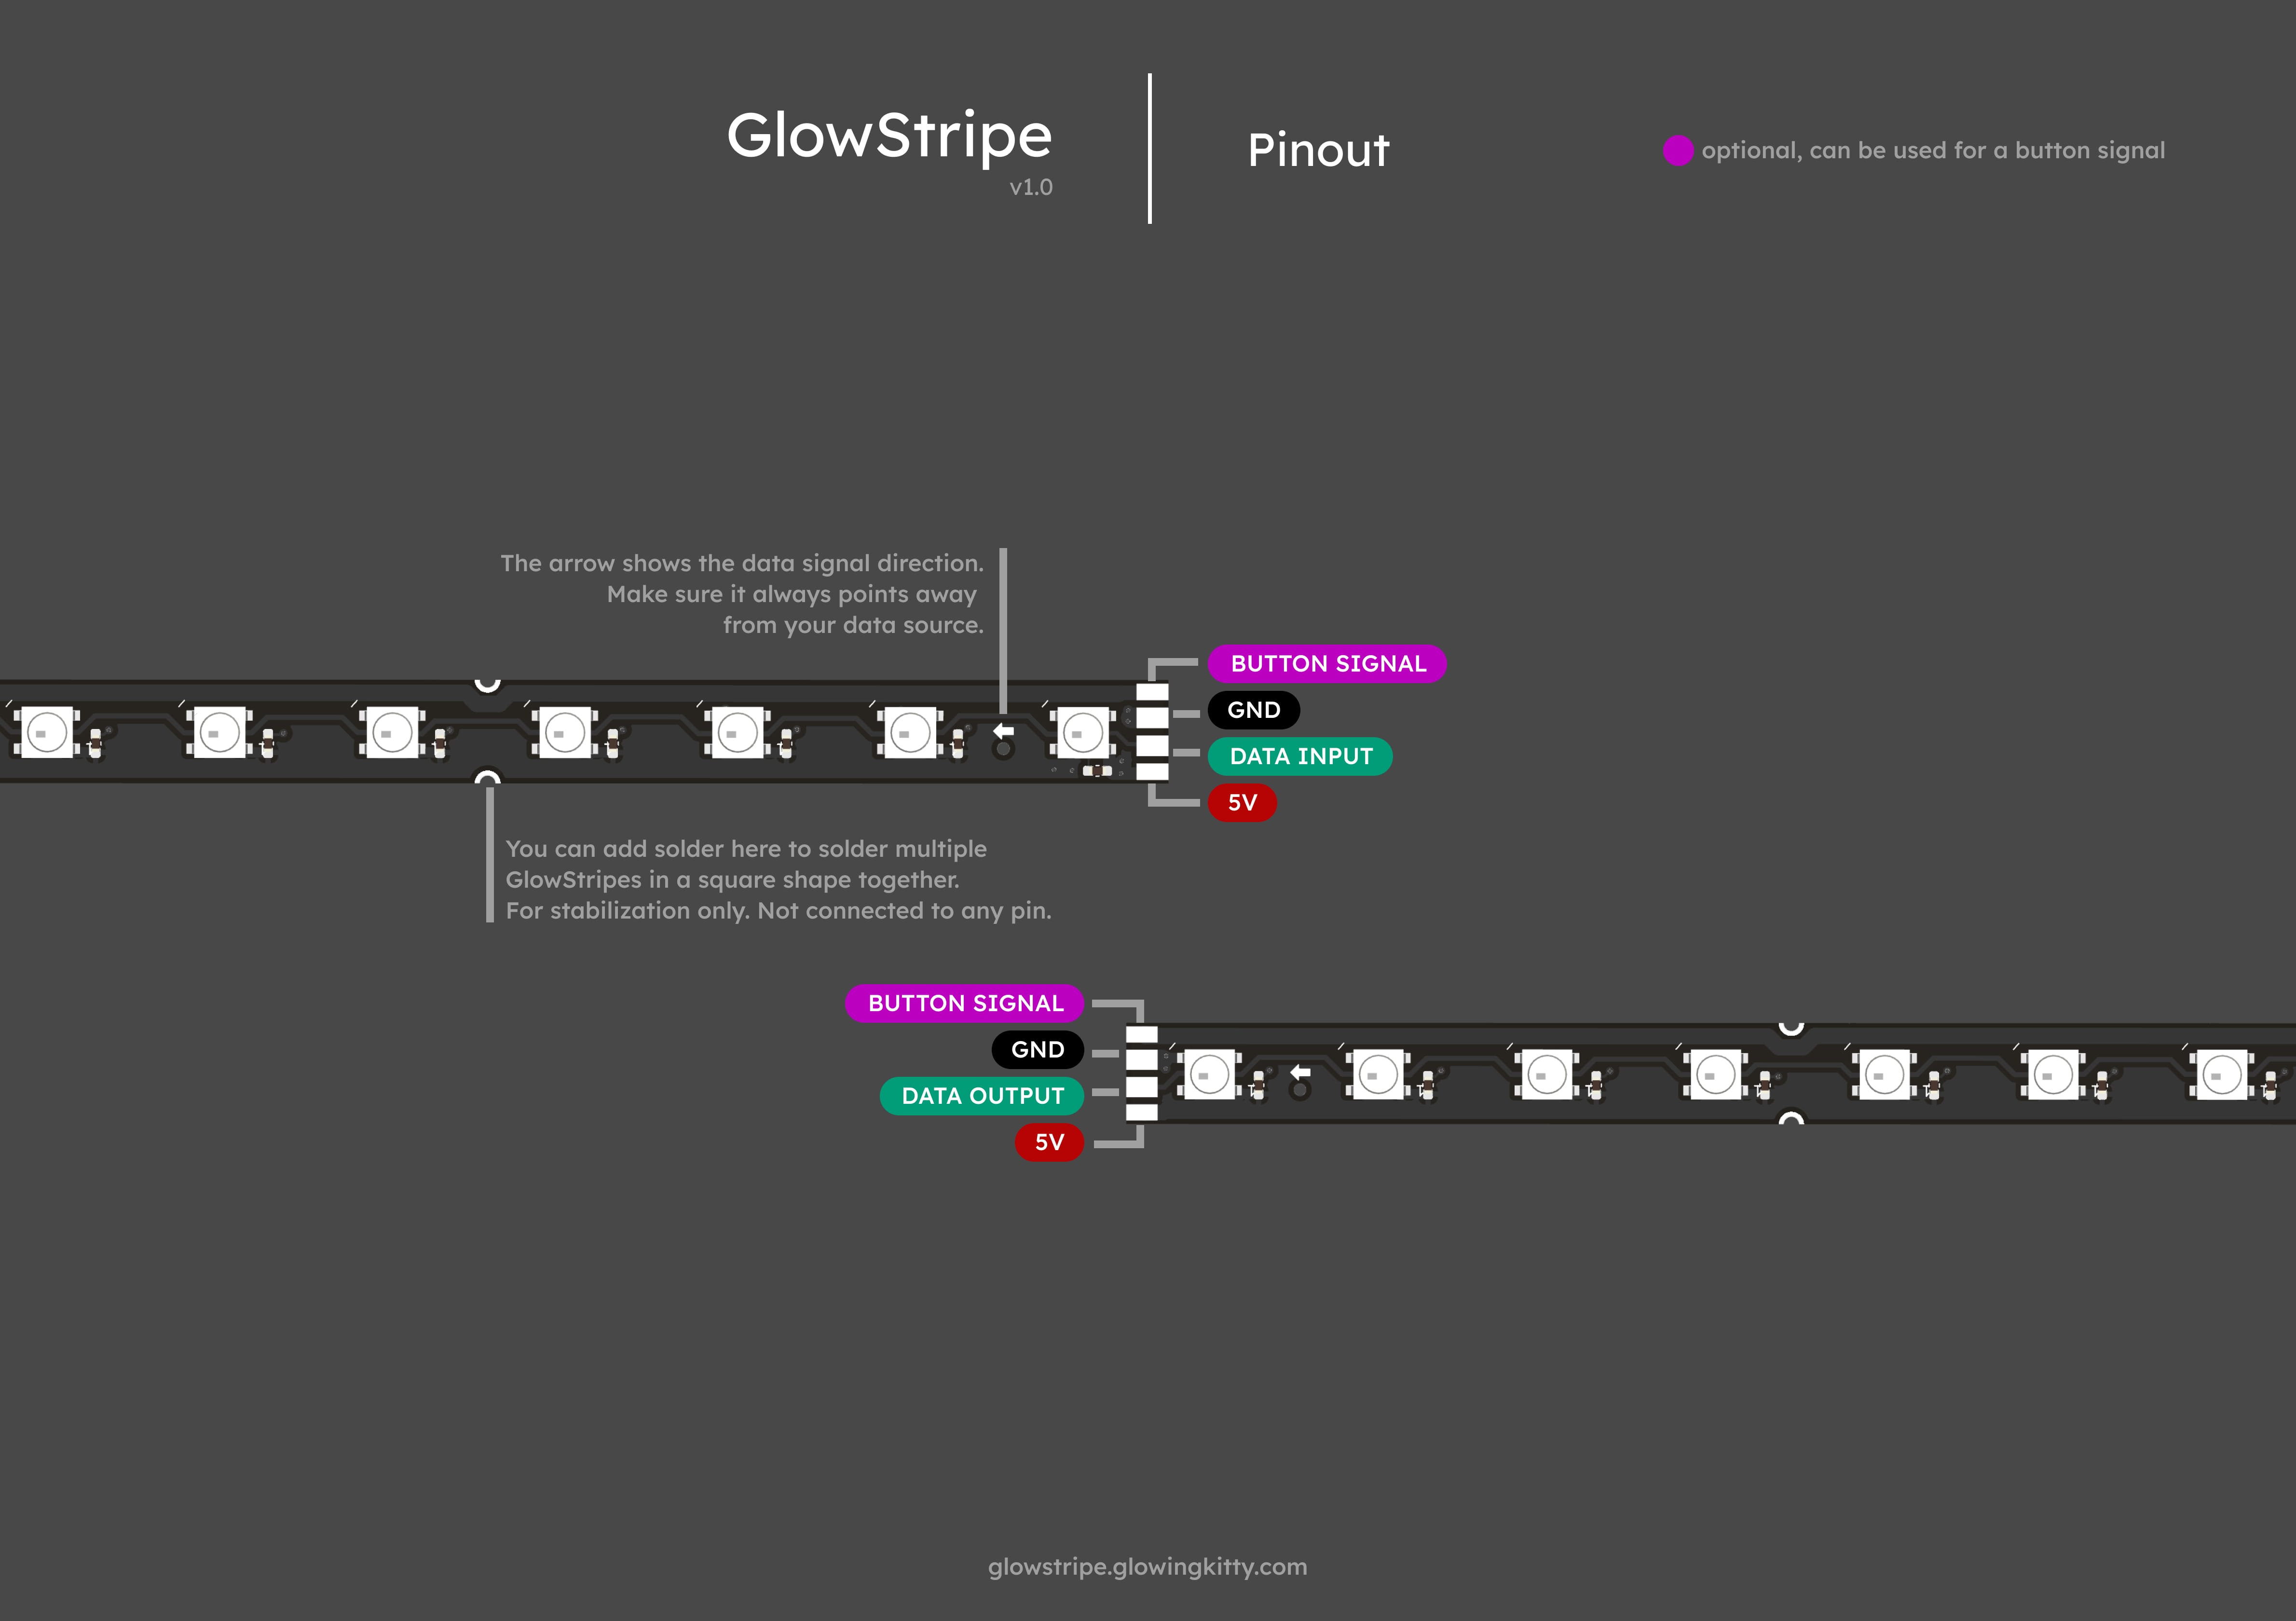 GlowStripe
v1.0
Pinout
optional, can be used for a button signal
The arrow shows the data signal direction.
Make sure it always points away
from your data source.
BUTTON SIGNAL
GND
DATA INPUT
5V
You can add solder here to solder multiple
GlowStripes in a square shape together.
For stabilization only. Not connected to any pin.
BUTTON SIGNAL
GND
DATA OUTPUT
5V
glowstripe.glowingkitty.com